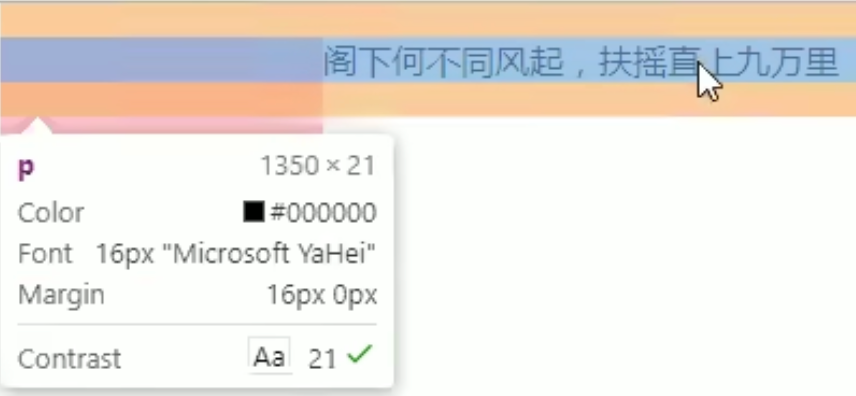 阁下何不同风起，扶摇直上九万里
p 1350 × 21
Color #000000
Font 16px "Microsoft YaHei"
Margin 16px 0px
Contrast Aa 21